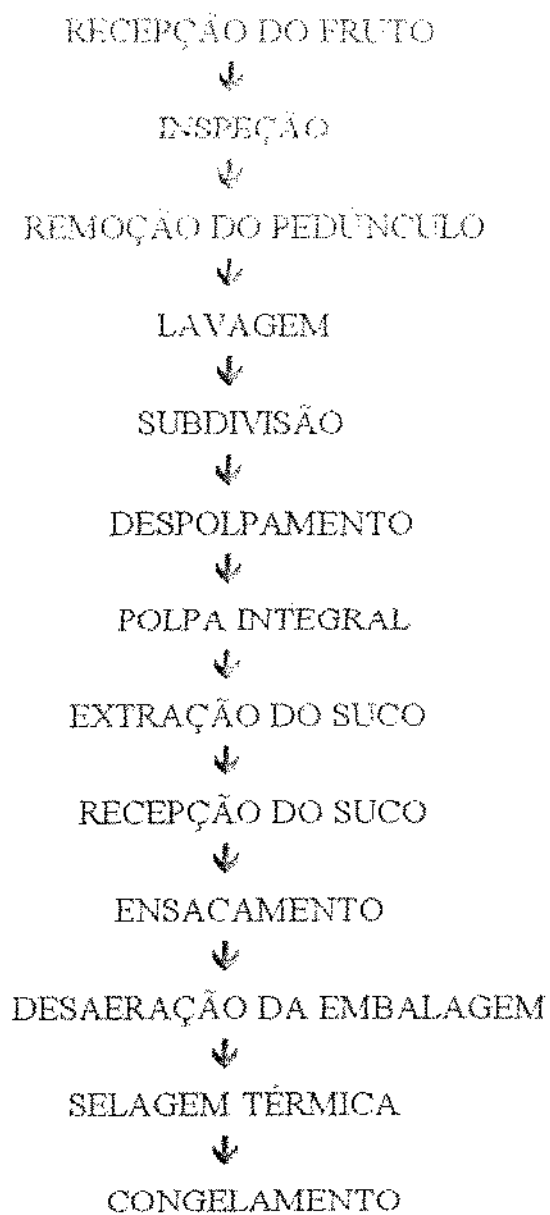 RECEPÇÃO DO FRUTO
INSPEÇÃO
REMOÇÃO DO PEDÚNCULO
LAVAGEM
SUBDIVISÃO
DESPOLPAMENTO
POLPA INTEGRAL
EXTRAÇÃO DO SUCO
RECEPÇÃO DO SUCO
ENSACAMENTO
DESAERAÇÃO DA EMBALAGEM
SELAGEM TÉRMICA
CONGELAMENTO